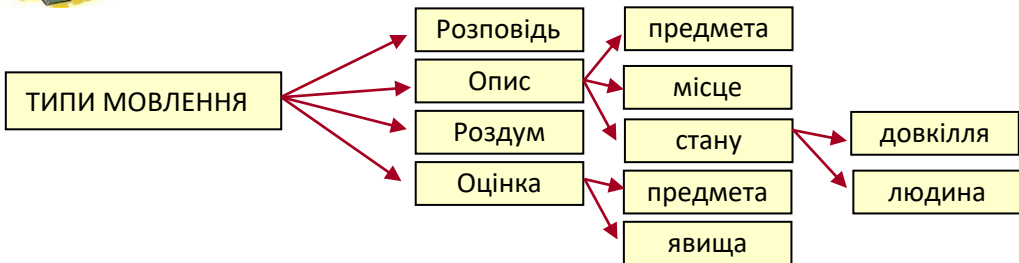 Розповідь
предмета
ТИПИ МОВЛЕННЯ
Опис
місце
Роздум
стану
довкілля
Оцінка
предмета
людина
явища